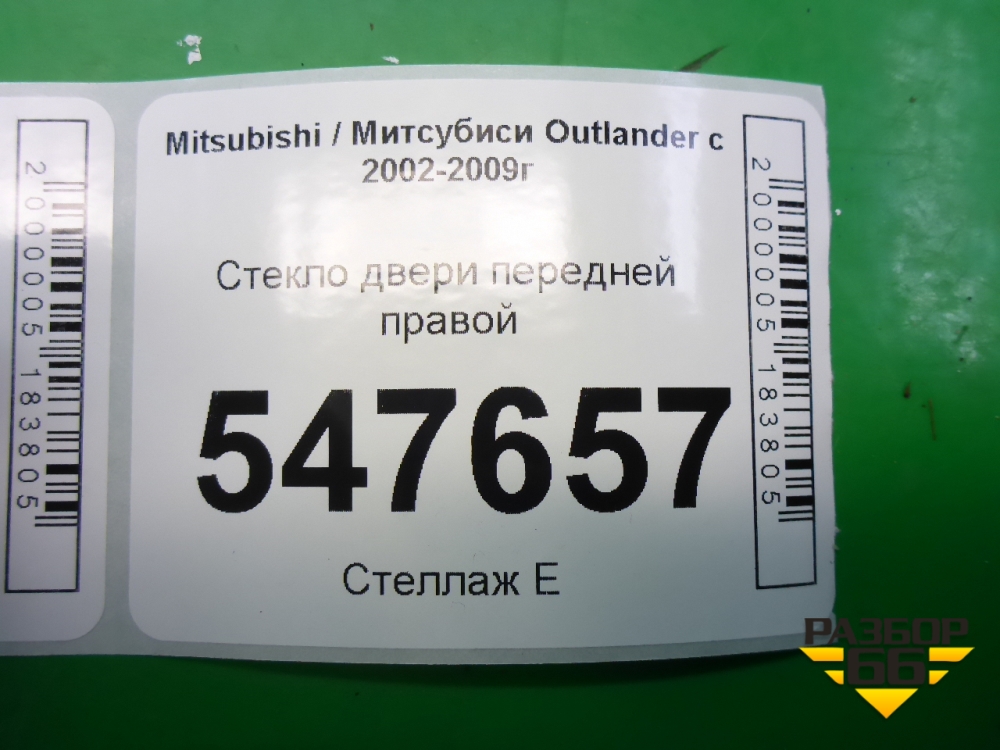 2000005183805
Mitsubishi / Митсубиси Outlander с
2002-2009г
Стекло двери передней
правой
547657
Стеллаж Е
2000005183805
РАЗБОР
66